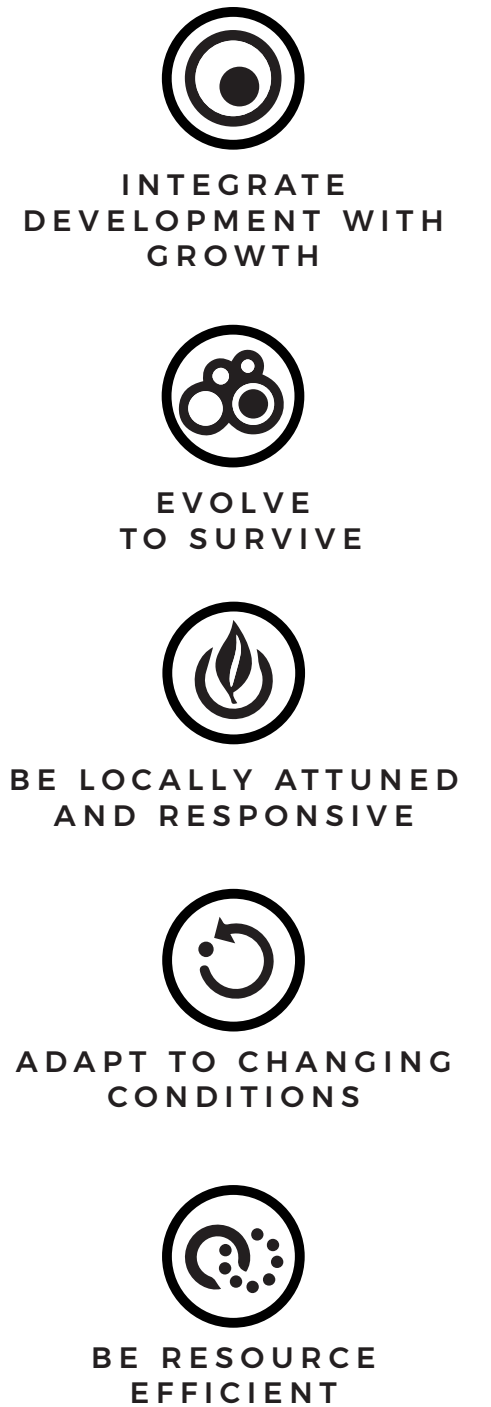 INTEGRATE
DEVELOPMENT WITH
GROWTH
EVOLVE
TO SURVIVE
BE LOCALLY ATTUNED
AND RESPONSIVE
ADAPT TO CHANGING
CONDITIONS
BE RESOURCE
EFFICIENT